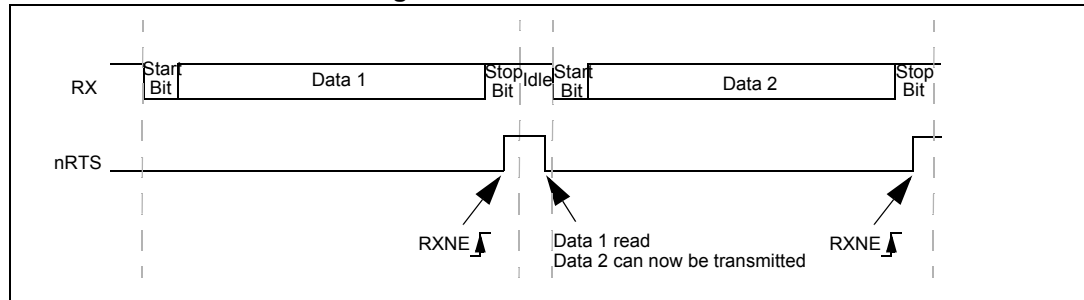 RX
Start Bit
Data 1
Stop Bit
Idle
Start Bit
Data 2
Stop Bit
nRTS
RXNE
Data 1 read
Data 2 can now be transmitted
RXNE